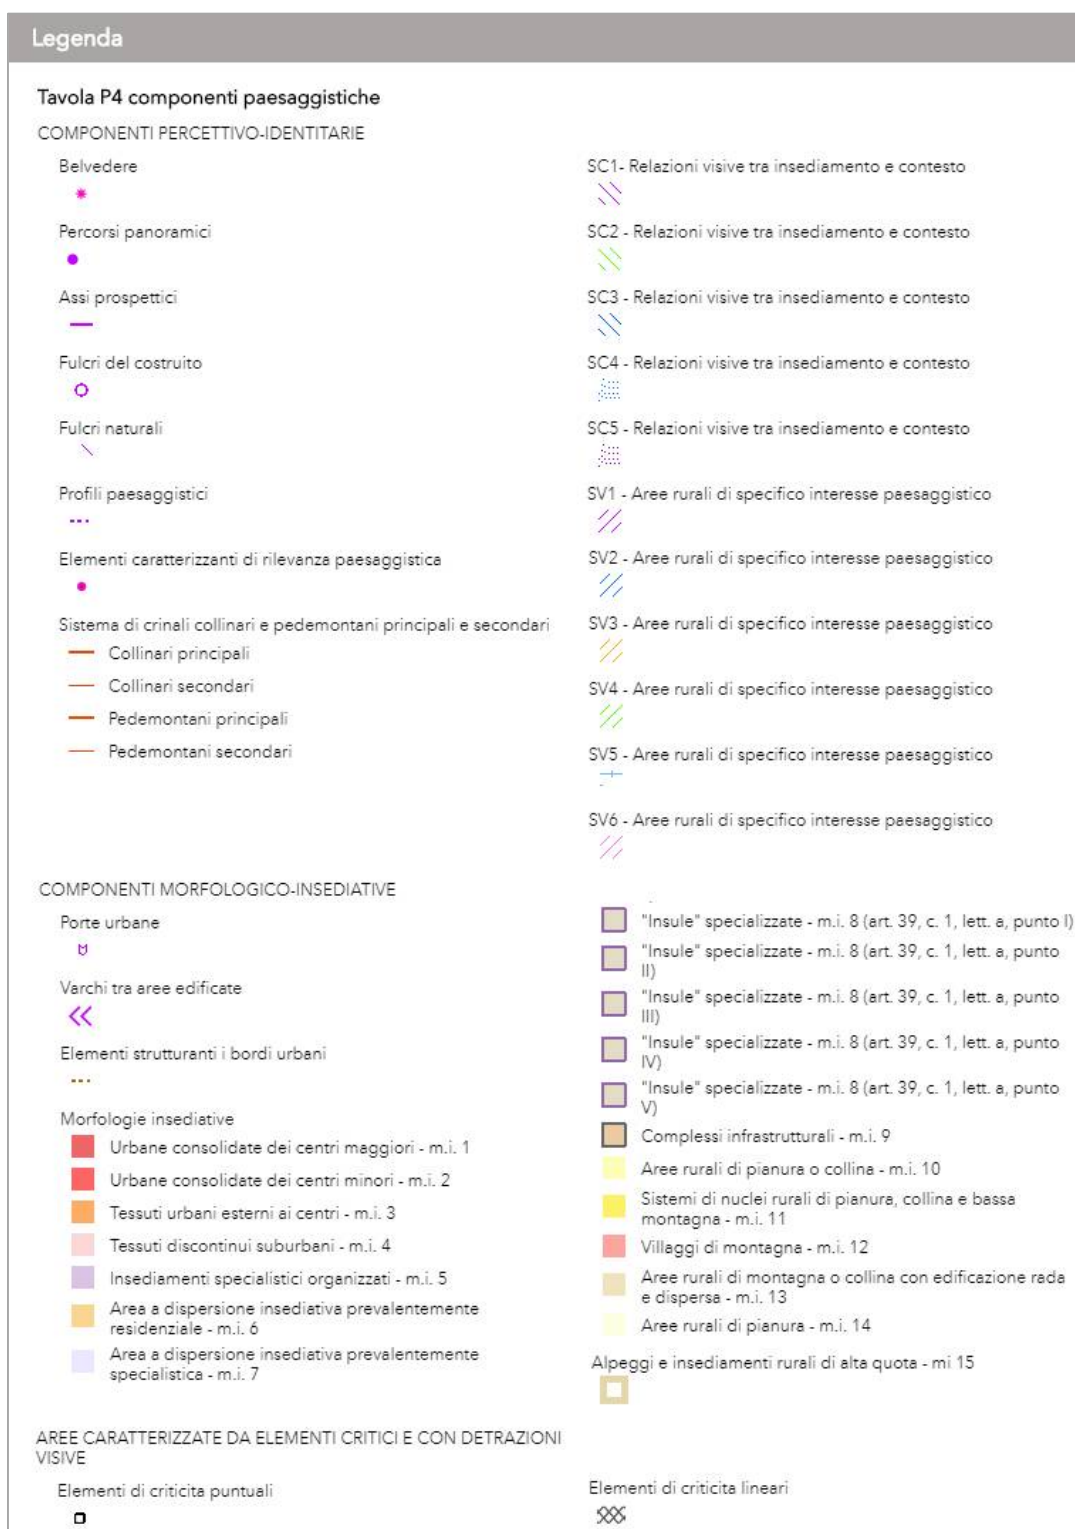 Legenda
Tavola P4 componenti paesaggistiche
COMPONENTI PERCETTIVO-IDENTITARIE
Belvedere
Percorsi panoramici
Assi prospettici
Fulcri del costruito
Fulcri naturali
Profili paesaggistici
Elementi caratterizzanti di rilevanza paesaggistica
Sistema di crinali collinari e pedemontani principali e secondari
Collinari principali
Collinari secondari
Pedemontani principali
Pedemontani secondari
SC1- Relazioni visive tra insediamento e contesto
SC2 - Relazioni visive tra insediamento e contesto
SC3 - Relazioni visive tra insediamento e contesto
SC4 - Relazioni visive tra insediamento e contesto
SC5 - Relazioni visive tra insediamento e contesto
SV1 - Aree rurali di specifico interesse paesaggistico
SV2 - Aree rurali di specifico interesse paesaggistico
SV3 - Aree rurali di specifico interesse paesaggistico
SV4 - Aree rurali di specifico interesse paesaggistico
SV5 - Aree rurali di specifico interesse paesaggistico
SV6 - Aree rurali di specifico interesse paesaggistico
COMPONENTI MORFOLOGICO-INSEDIATIVE
Porte urbane
Varchi tra aree edificate
Elementi strutturanti i bordi urbani
Morfologie insediative
Urbane consolidate dei centri maggiori - m.i. 1
Urbane consolidate dei centri minori - m.i. 2
Tessuti urbani esterni ai centri - m.i. 3
Tessuti discontinui suburbani - m.i. 4
Insediamenti specialistici organizzati - m.i. 5
Area a dispersione insediativa prevalentemente
residenziale - m.i. 6
Area a dispersione insediativa prevalentemente
specialistica - m.i. 7
"Insule" specializzate - m.i. 8 (art. 39, c. 1, lett. a, punto I)
"Insule" specializzate - m.i. 8 (art. 39, c. 1, lett. a, punto
II)
"Insule" specializzate - m.i. 8 (art. 39, c. 1, lett. a, punto
III)
"Insule" specializzate - m.i. 8 (art. 39, c. 1, lett. a, punto
IV)
"Insule" specializzate - m.i. 8 (art. 39, c. 1, lett. a, punto
V)
Complessi infrastrutturali - m.i. 9
Aree rurali di pianura o collina - m.i. 10
Sistemi di nuclei rurali di pianura, collina e bassa
montagna - m.i. 11
Villaggi di montagna - m.i. 12
Aree rurali di montagna o collina con edificazione rada
e dispersa - m.i. 13
Aree rurali di pianura - m.i. 14
Alpeggi e insediamenti rurali di alta quota - mi 15
AREE CARATTERIZZATE DA ELEMENTI CRITICI E CON DETRAZIONI
VISIVE
Elementi di criticita puntuali
Elementi di criticita lineari